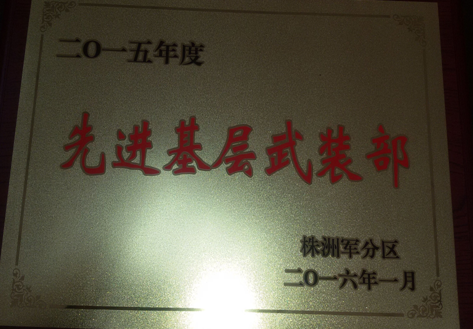 二〇一五年度
先进基层武装部
株洲军分区
二〇一六年一月